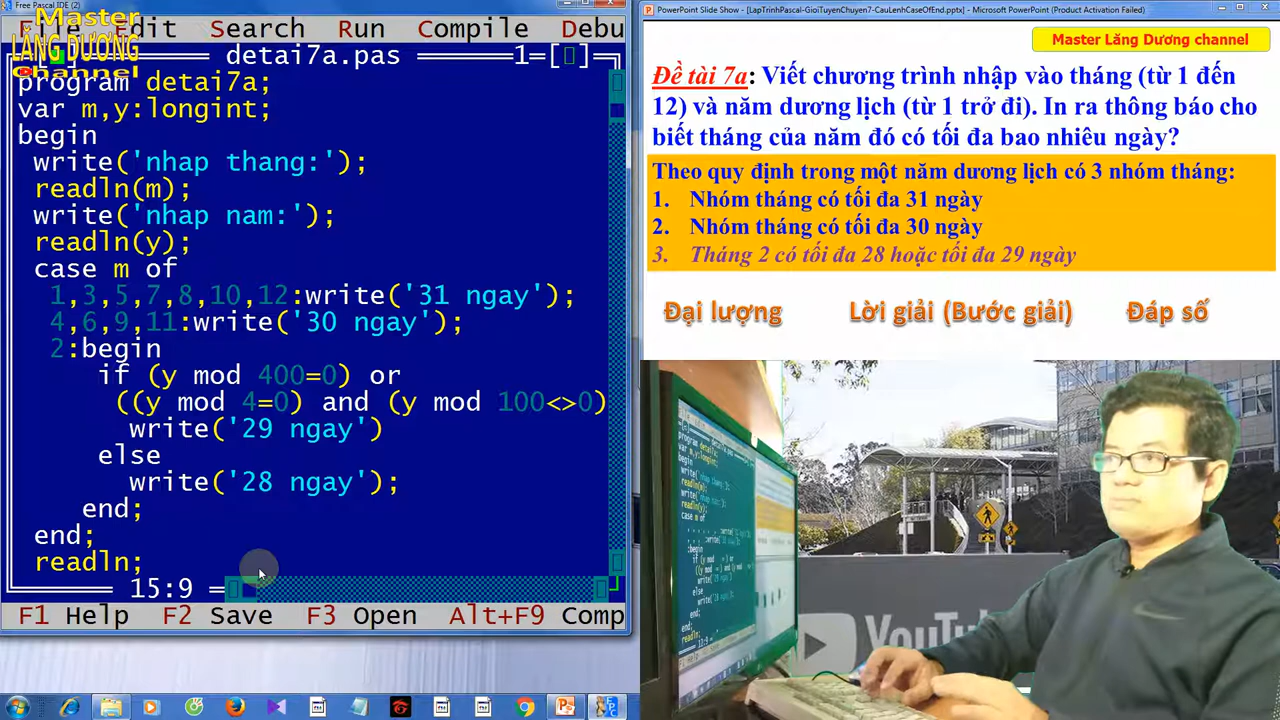 Free Pascal IDE (2)
Master
LĂNG DƯƠNG
Channel
Search Run Compile Debu
detai7a.pas 1=[ ]
program detai7a;
var m,y:longint;
begin
write('nhap thang:');
readln(m);
write('nhap nam:');
readln(y);
case m of
1,3,5,7,8,10,12:write('31 ngay');
4,6,9,11:write('30 ngay');
2:begin
if (y mod 400=0) or
((y mod 4=0) and (y mod 100<>0)
write('29 ngay')
else
write('28 ngay');
end;
end;
readln;
15:9
F1 Help F2 Save F3 Open Alt+F9 Comp
PowerPoint Slide Show - [LapTrinhPascal-GioiTuyenChuyen7-CauLenhCaseOfEnd.pptx] - Microsoft PowerPoint (Product Activation Failed)
Master Lăng Dương channel
Đề tài 7a: Viết chương trình nhập vào tháng (từ 1 đến
12) và năm dương lịch (từ 1 trở đi). In ra thông báo cho
biết tháng của năm đó có tối đa bao nhiêu ngày?
Theo quy định trong một năm dương lịch có 3 nhóm tháng:
1. Nhóm tháng có tối đa 31 ngày
2. Nhóm tháng có tối đa 30 ngày
3. Tháng 2 có tối đa 28 hoặc tối đa 29 ngày
Đại lượng Lời giải (Bước giải) Đáp số
YouTu